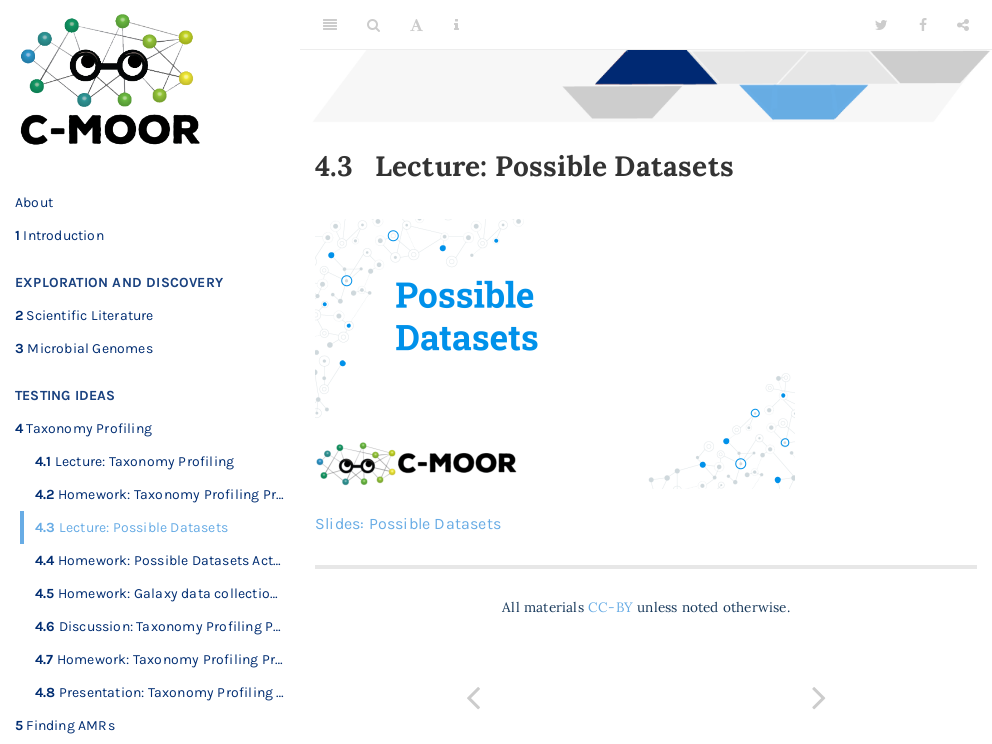 C-MOOR
About
1 Introduction
EXPLORATION AND DISCOVERY
2 Scientific Literature
3 Microbial Genomes
TESTING IDEAS
4 Taxonomy Profiling
4.1 Lecture: Taxonomy Profiling
4.2 Homework: Taxonomy Profiling Pr…
4.3 Lecture: Possible Datasets
4.4 Homework: Possible Datasets Act…
4.5 Homework: Galaxy data collectio…
4.6 Discussion: Taxonomy Profiling P…
4.7 Homework: Taxonomy Profiling Pr…
4.8 Presentation: Taxonomy Profiling …
5 Finding AMRs
4.3 Lecture: Possible Datasets
Possible
Datasets
C-MOOR
Slides: Possible Datasets
All materials CC-BY unless noted otherwise.